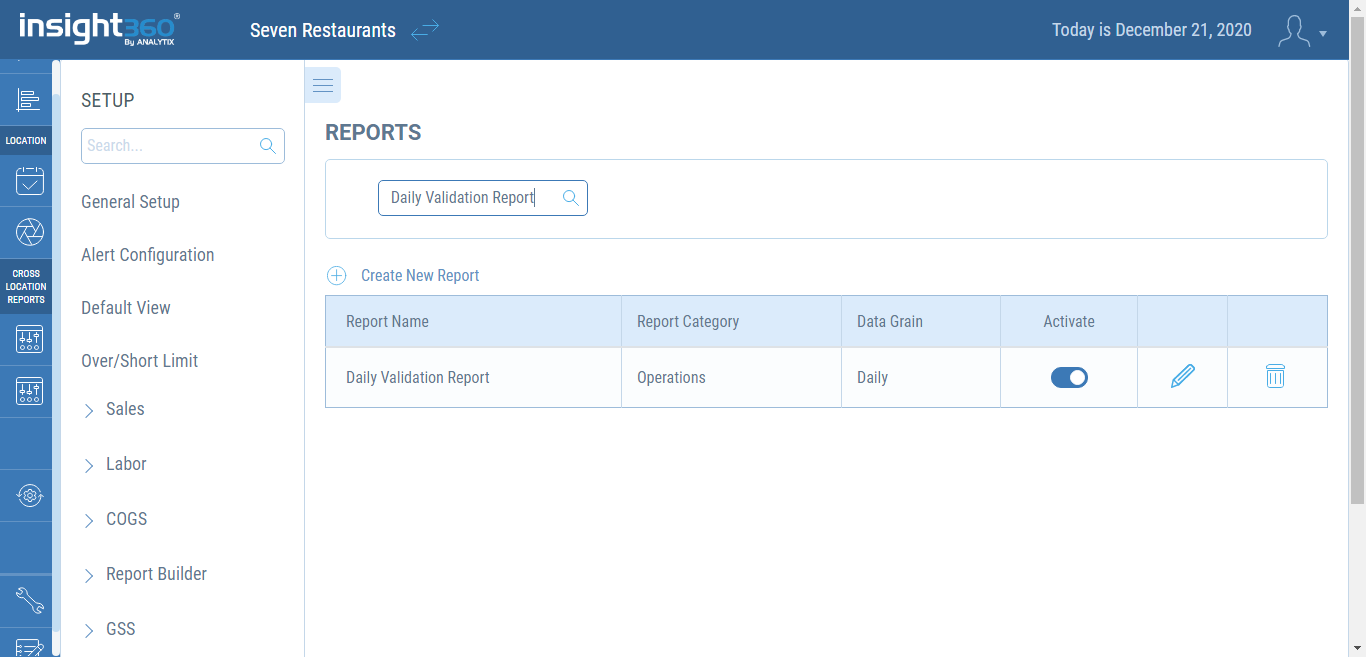 insight360®
By ANALYTIX
Seven Restaurants
Today is December 21, 2020
LOCATION
CROSS
LOCATION
REPORTS
SETUP
Search...
General Setup
Alert Configuration
Default View
Over/Short Limit
Sales
Labor
COGS
Report Builder
GSS
REPORTS
Daily Validation Report
Create New Report
Report Name Report Category Data Grain Activate
Daily Validation Report Operations Daily